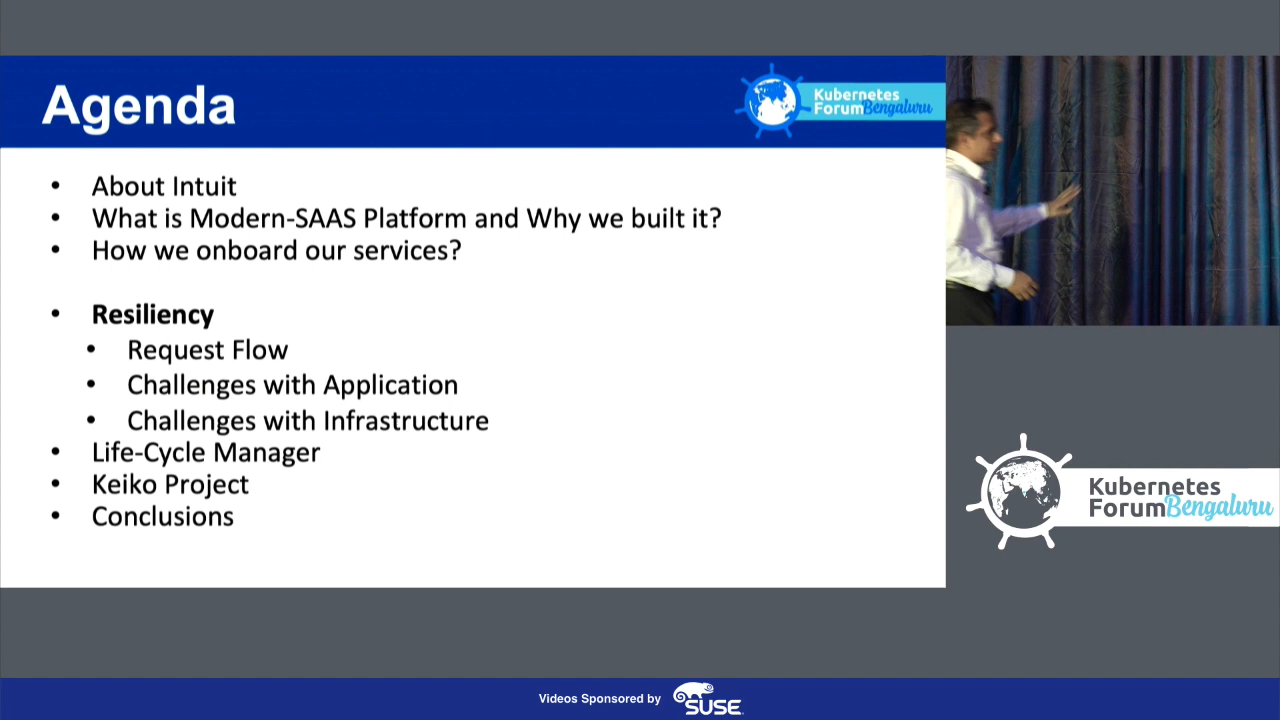 Agenda
Kubernetes
Forum Bengaluru
• About Intuit
• What is Modern-SAAS Platform and Why we built it?
• How we onboard our services?
• Resiliency
• Request Flow
• Challenges with Application
• Challenges with Infrastructure
• Life-Cycle Manager
• Keiko Project
• Conclusions
Kubernetes
Forum Bengaluru
Videos Sponsored by SUSE